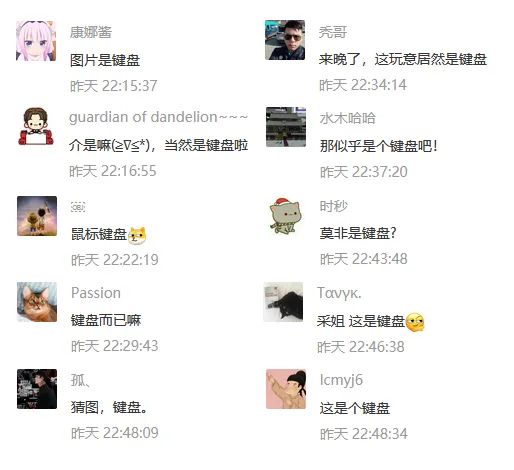 康娜酱
图片是键盘
昨天 22:15:37
guardian of dandelion~~~
介是嘛(≧∇≦*)，当然是键盘啦
昨天 22:16:55
￼
鼠标键盘
昨天 22:22:19
Passion
键盘而已嘛
昨天 22:29:43
孤、
猜图，键盘。
昨天 22:48:09
秃哥
来晚了，这玩意居然是键盘
昨天 22:34:14
水木哈哈
那似乎是个键盘吧！
昨天 22:37:20
时秒
莫非是键盘？
昨天 22:43:48
Tανγκ.
采姐 这是键盘
昨天 22:46:38
lcmyj6
这是个键盘
昨天 22:48:34